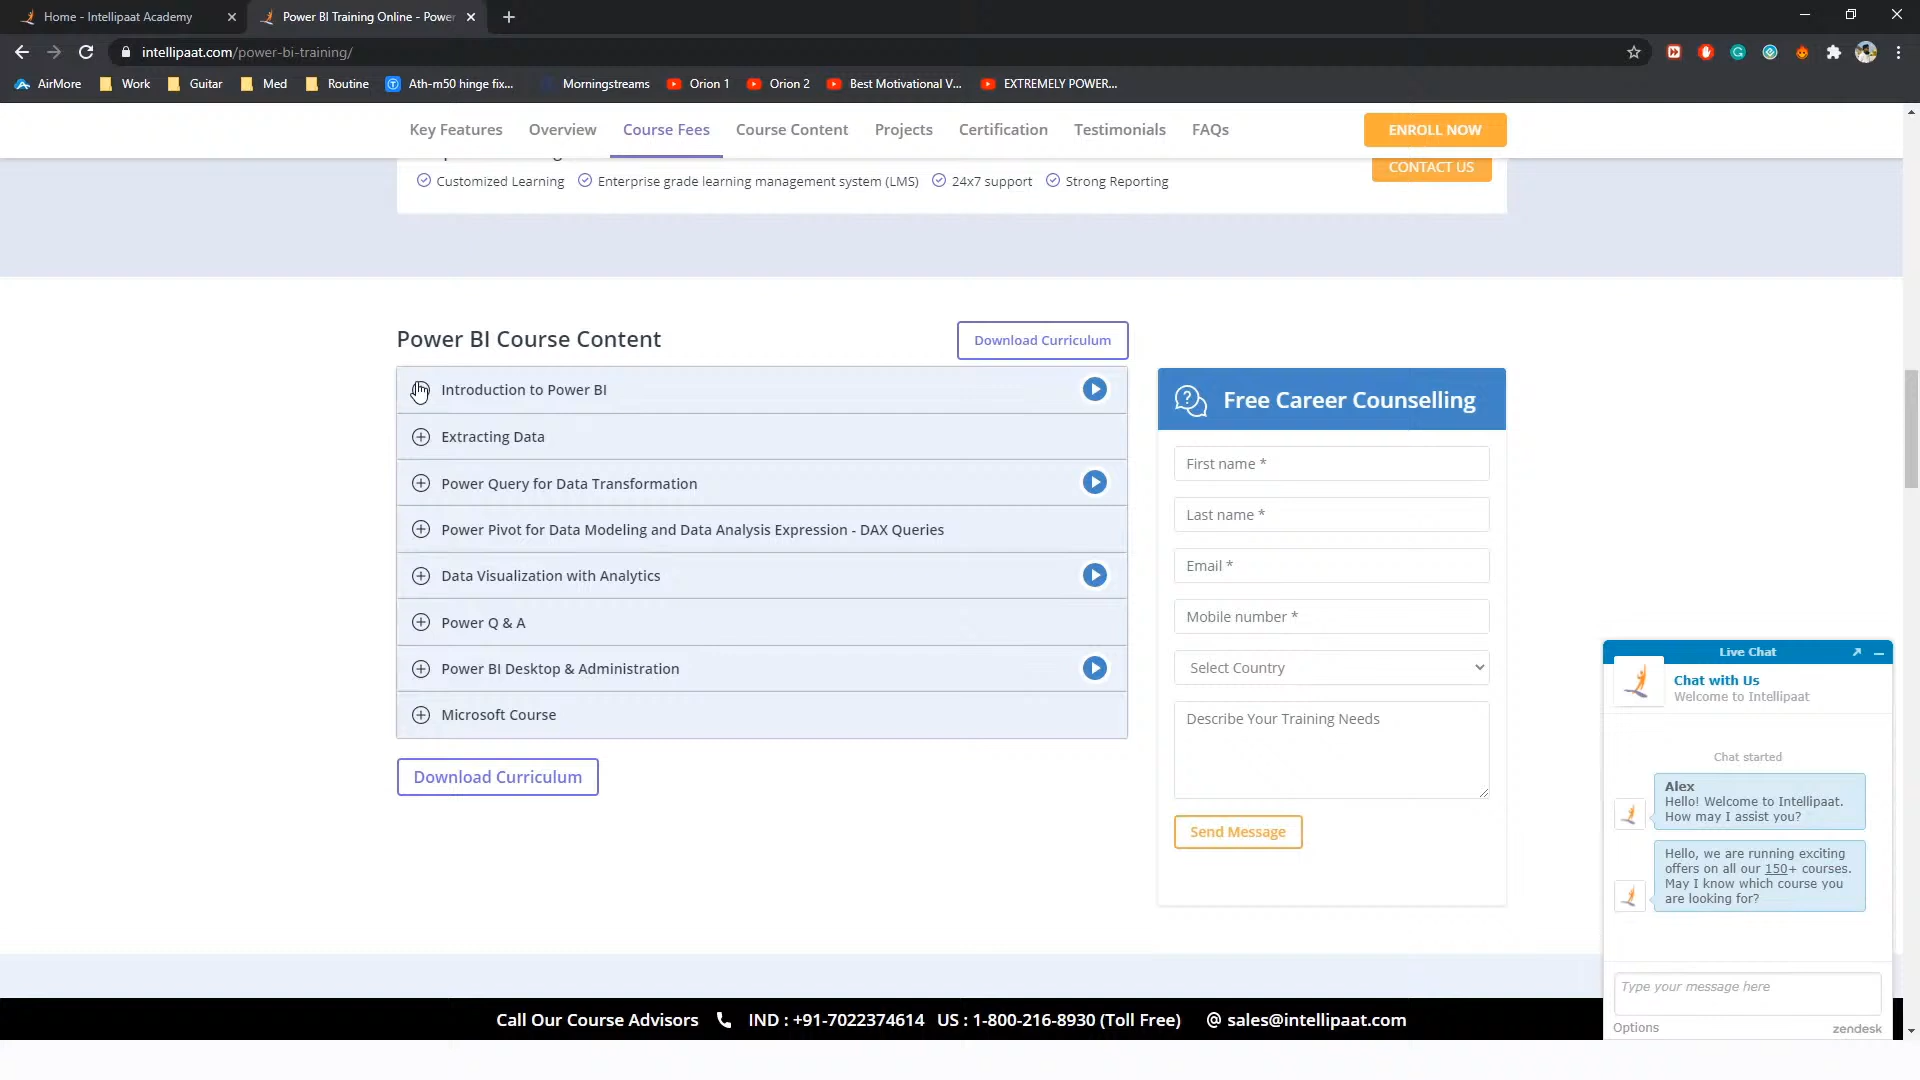 Home - Intellipaat Academy
Power BI Training Online - Power
intellipaat.com/power-bi-training/
AirMore
Work
Guitar
Med
Routine
Ath-m50 hinge fix...
Morningstreams
Orion 1
Orion 2
Best Motivational V...
EXTREMELY POWER...
Key Features
Overview
Course Fees
Course Content
Projects
Certification
Testimonials
FAQs
ENROLL NOW
CONTACT US
Customized Learning
Enterprise grade learning management system (LMS)
24x7 support
Strong Reporting
Power BI Course Content
Download Curriculum
Introduction to Power BI
Extracting Data
Power Query for Data Transformation
Power Pivot for Data Modeling and Data Analysis Expression - DAX Queries
Data Visualization with Analytics
Power Q & A
Power BI Desktop & Administration
Microsoft Course
Download Curriculum
Free Career Counselling
First name *
Last name *
Email *
Mobile number *
Select Country
Describe Your Training Needs
Send Message
Live Chat
Chat with Us
Welcome to Intellipaat
Chat started
Alex
Hello! Welcome to Intellipaat.
How may I assist you?
Hello, we are running exciting
offers on all our 150+ courses.
May I know which course you
are looking for?
Type your message here
Options
zendesk
Call Our Course Advisors
IND : +91-7022374614
US : 1-800-216-8930 (Toll Free)
@ sales@intellipaat.com